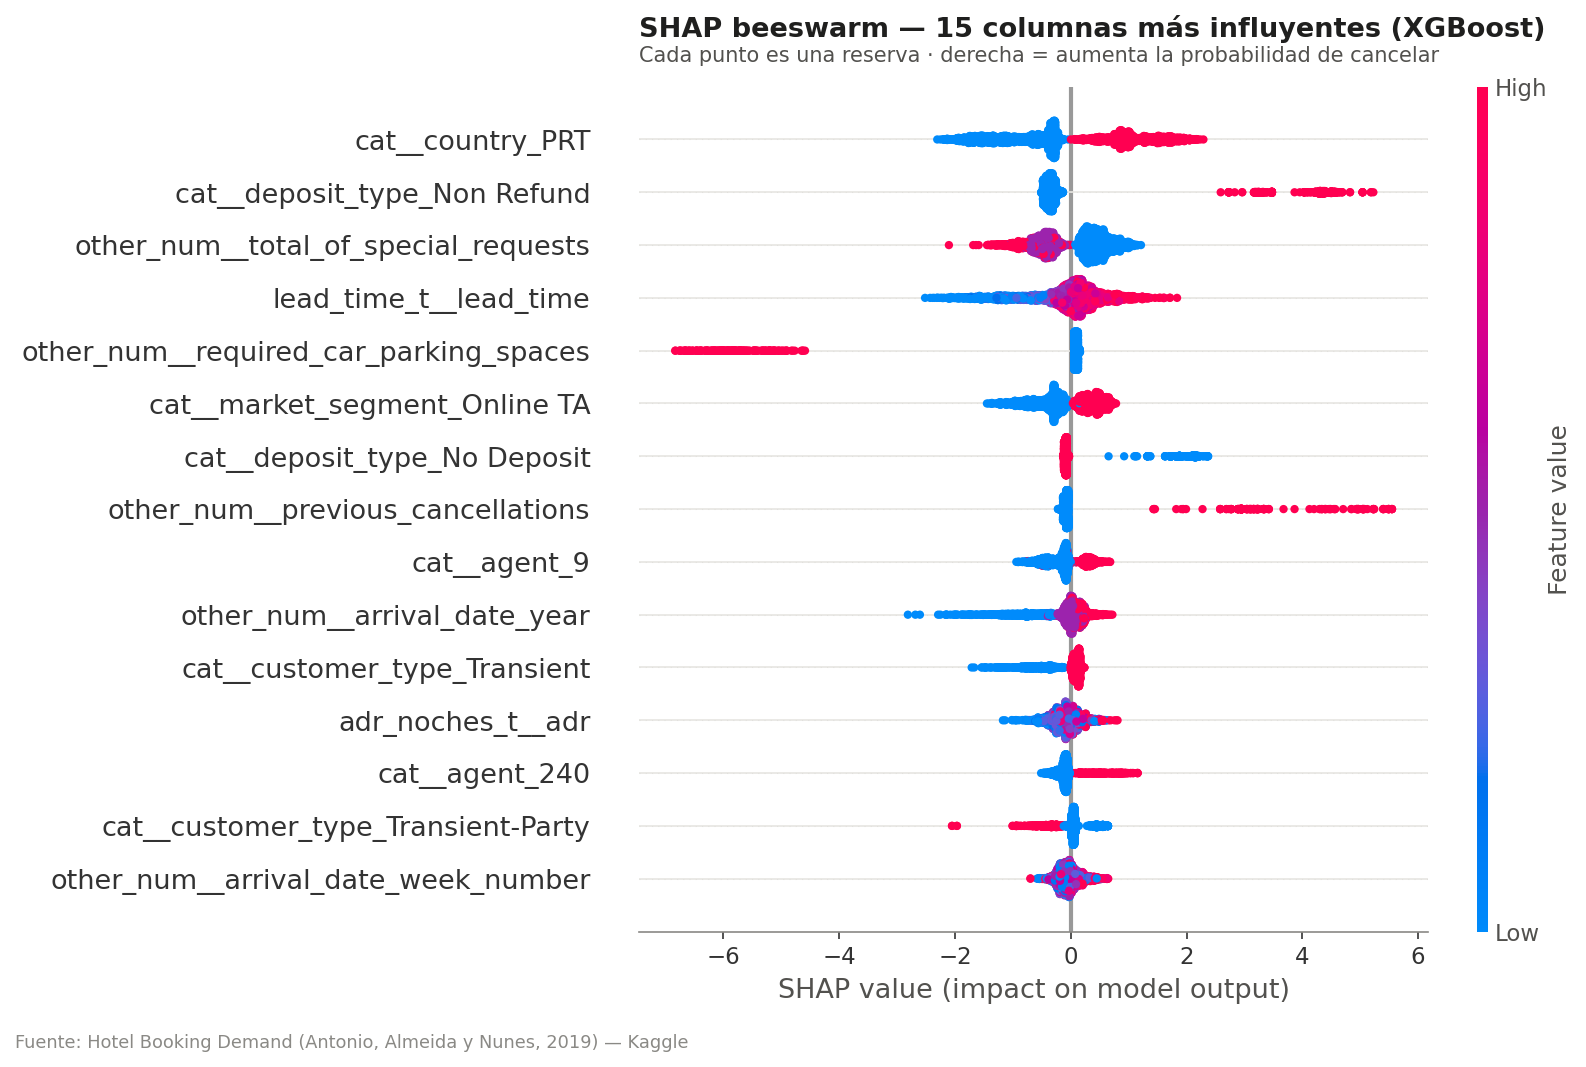 SHAP beeswarm — 15 columnas más influyentes (XGBoost)
Cada punto es una reserva · derecha = aumenta la probabilidad de cancelar
High
cat__country_PRT
cat__deposit_type_Non Refund
other_num__total_of_special_requests
lead_time_t__lead_time
other_num__required_car_parking_spaces
cat__market_segment_Online TA
cat__deposit_type_No Deposit
other_num__previous_cancellations
cat__agent_9
other_num__arrival_date_year
cat__customer_type_Transient
adr_noches_t__adr
cat__agent_240
cat__customer_type_Transient-Party
other_num__arrival_date_week_number
Feature value
Low
−6 −4 −2 0 2 4 6
SHAP value (impact on model output)
Fuente: Hotel Booking Demand (Antonio, Almeida y Nunes, 2019) — Kaggle